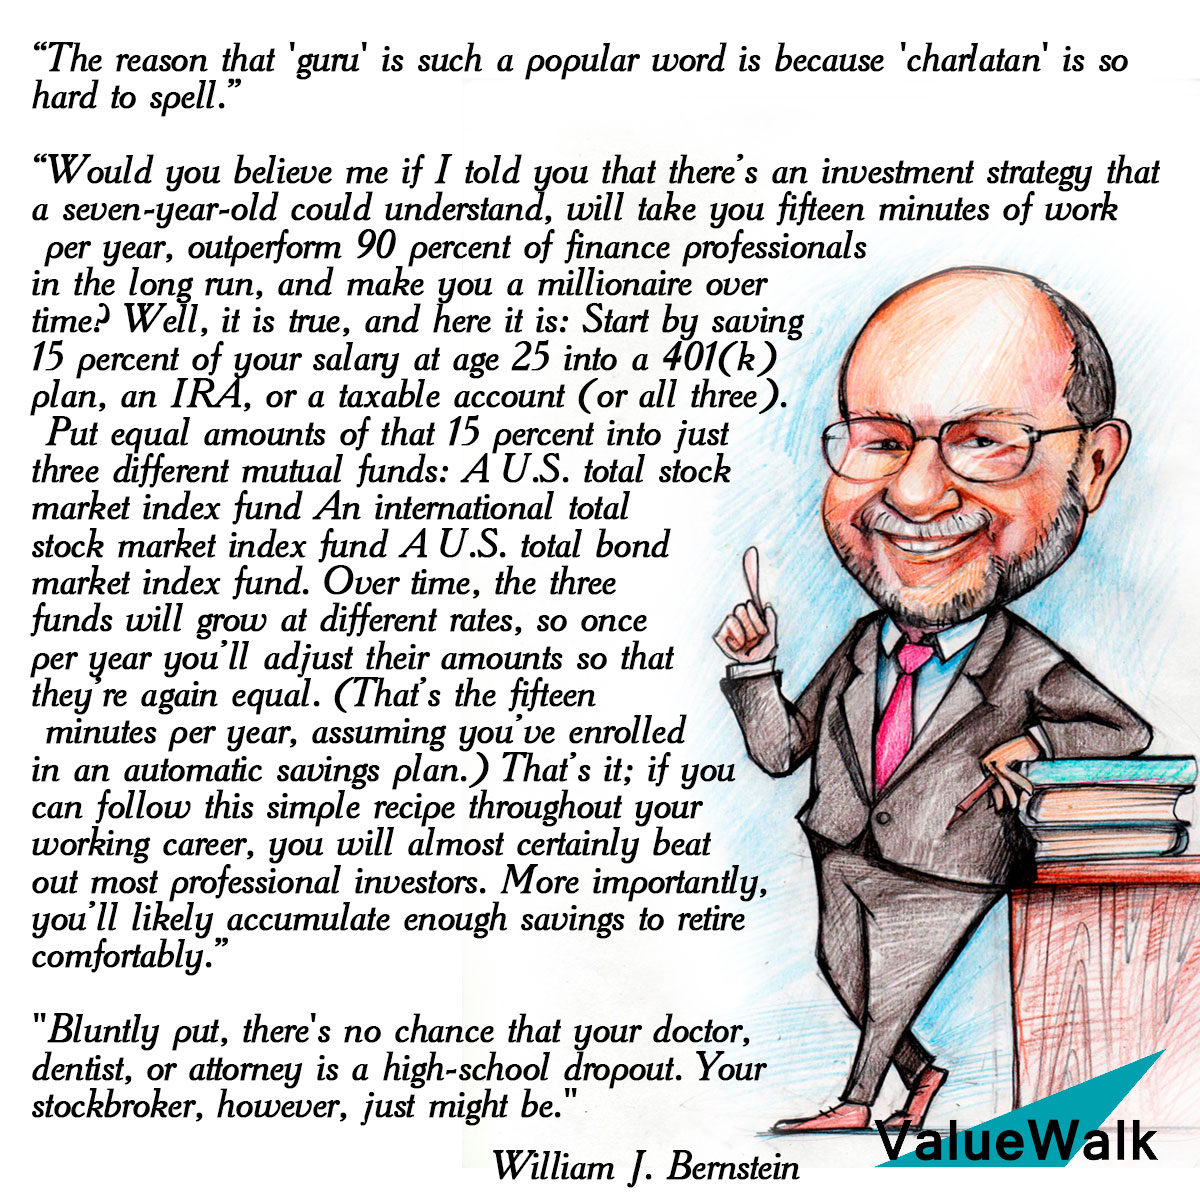 “The reason that 'guru' is such a popular word is because 'charlatan' is so
hard to spell.”
“Would you believe me if I told you that there’s an investment strategy that
a seven-year-old could understand, will take you fifteen minutes of work
per year, outperform 90 percent of finance professionals
in the long run, and make you a millionaire over
time? Well, it is true, and here it is: Start by saving
15 percent of your salary at age 25 into a 401(k)
plan, an IRA, or a taxable account (or all three).
Put equal amounts of that 15 percent into just
three different mutual funds: A U.S. total stock
market index fund An international total
stock market index fund A U.S. total bond
market index fund. Over time, the three
funds will grow at different rates, so once
per year you’ll adjust their amounts so that
they’re again equal. (That’s the fifteen
minutes per year, assuming you’ve enrolled
in an automatic savings plan.) That’s it; if you
can follow this simple recipe throughout your
working career, you will almost certainly beat
out most professional investors. More importantly,
you’ll likely accumulate enough savings to retire
comfortably.”
"Bluntly put, there's no chance that your doctor,
dentist, or attorney is a high-school dropout. Your
stockbroker, however, just might be."
William J. Bernstein
ValueWalk